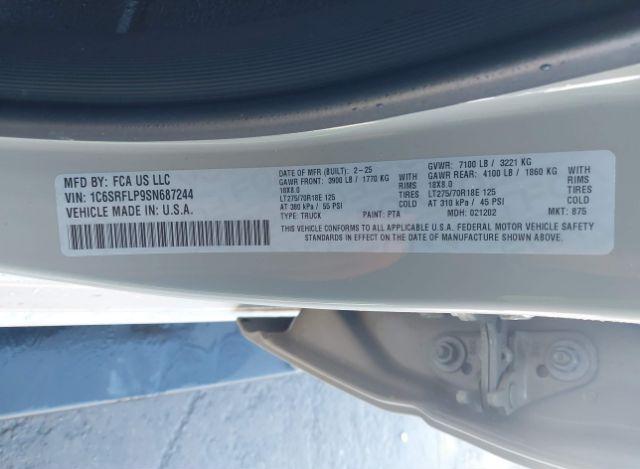 MFD BY: FCA US LLC
VIN: 1C6SRFLP9SN687244
VEHICLE MADE IN U.S.A.
DATE OF MFR (BUILT): 2-25
GAWR FRONT: 3900 LB / 1770 KG
18X8.0 RIMS
LT275/70R18E 125 TIRES
AT 380 kPa / 55 PSI COLD
TYPE: TRUCK PAINT: PTA
GVWR: 7100 LB / 3221 KG
GAWR REAR: 4100 LB / 1860 KG
18X8.0 RIMS
LT275/70R18E 125 TIRES
AT 310 kPa / 45 PSI COLD
MDH: 021202 MKT: 875
THIS VEHICLE CONFORMS TO ALL APPLICABLE U.S.A. FEDERAL MOTOR VEHICLE SAFETY
STANDARDS IN EFFECT ON THE DATE OF MANUFACTURE SHOWN ABOVE.